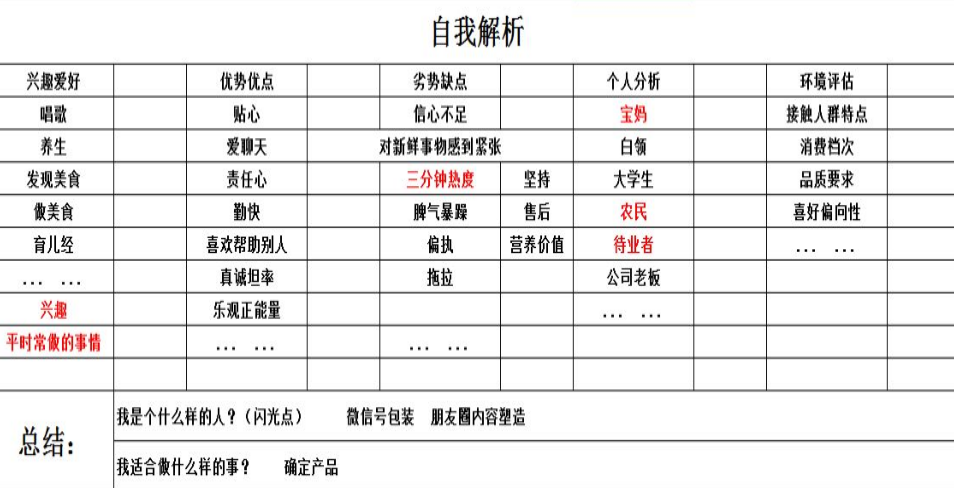 自我解析
兴趣爱好 优势优点 劣势缺点 个人分析 环境评估
唱歌 贴心 信心不足 宝妈 接触人群特点
养生 爱聊天 对新鲜事物感到紧张 白领 消费档次
发现美食 责任心 三分钟热度 坚持 大学生 品质要求
做美食 勤快 脾气暴躁 售后 农民 喜好偏向性
育儿经 喜欢帮助别人 偏执 营养价值 待业者 … …
… … 真诚坦率 拖拉 公司老板
兴趣 乐观正能量 … …
平时常做的事情 … … … …
总结：
我是个什么样的人？（闪光点） 微信号包装 朋友圈内容塑造
我适合做什么样的事？ 确定产品